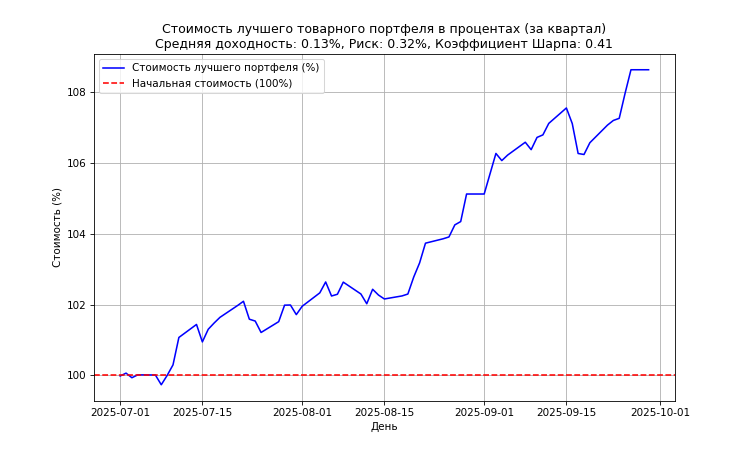 Стоимость лучшего товарного портфеля в процентах (за квартал)
Средняя доходность: 0.13%, Риск: 0.32%, Коэффициент Шарпа: 0.41
Стоимость лучшего портфеля (%)
Начальная стоимость (100%)
Стоимость (%)
108
106
104
102
100
2025-07-01
2025-07-15
2025-08-01
2025-08-15
2025-09-01
2025-09-15
2025-10-01
День